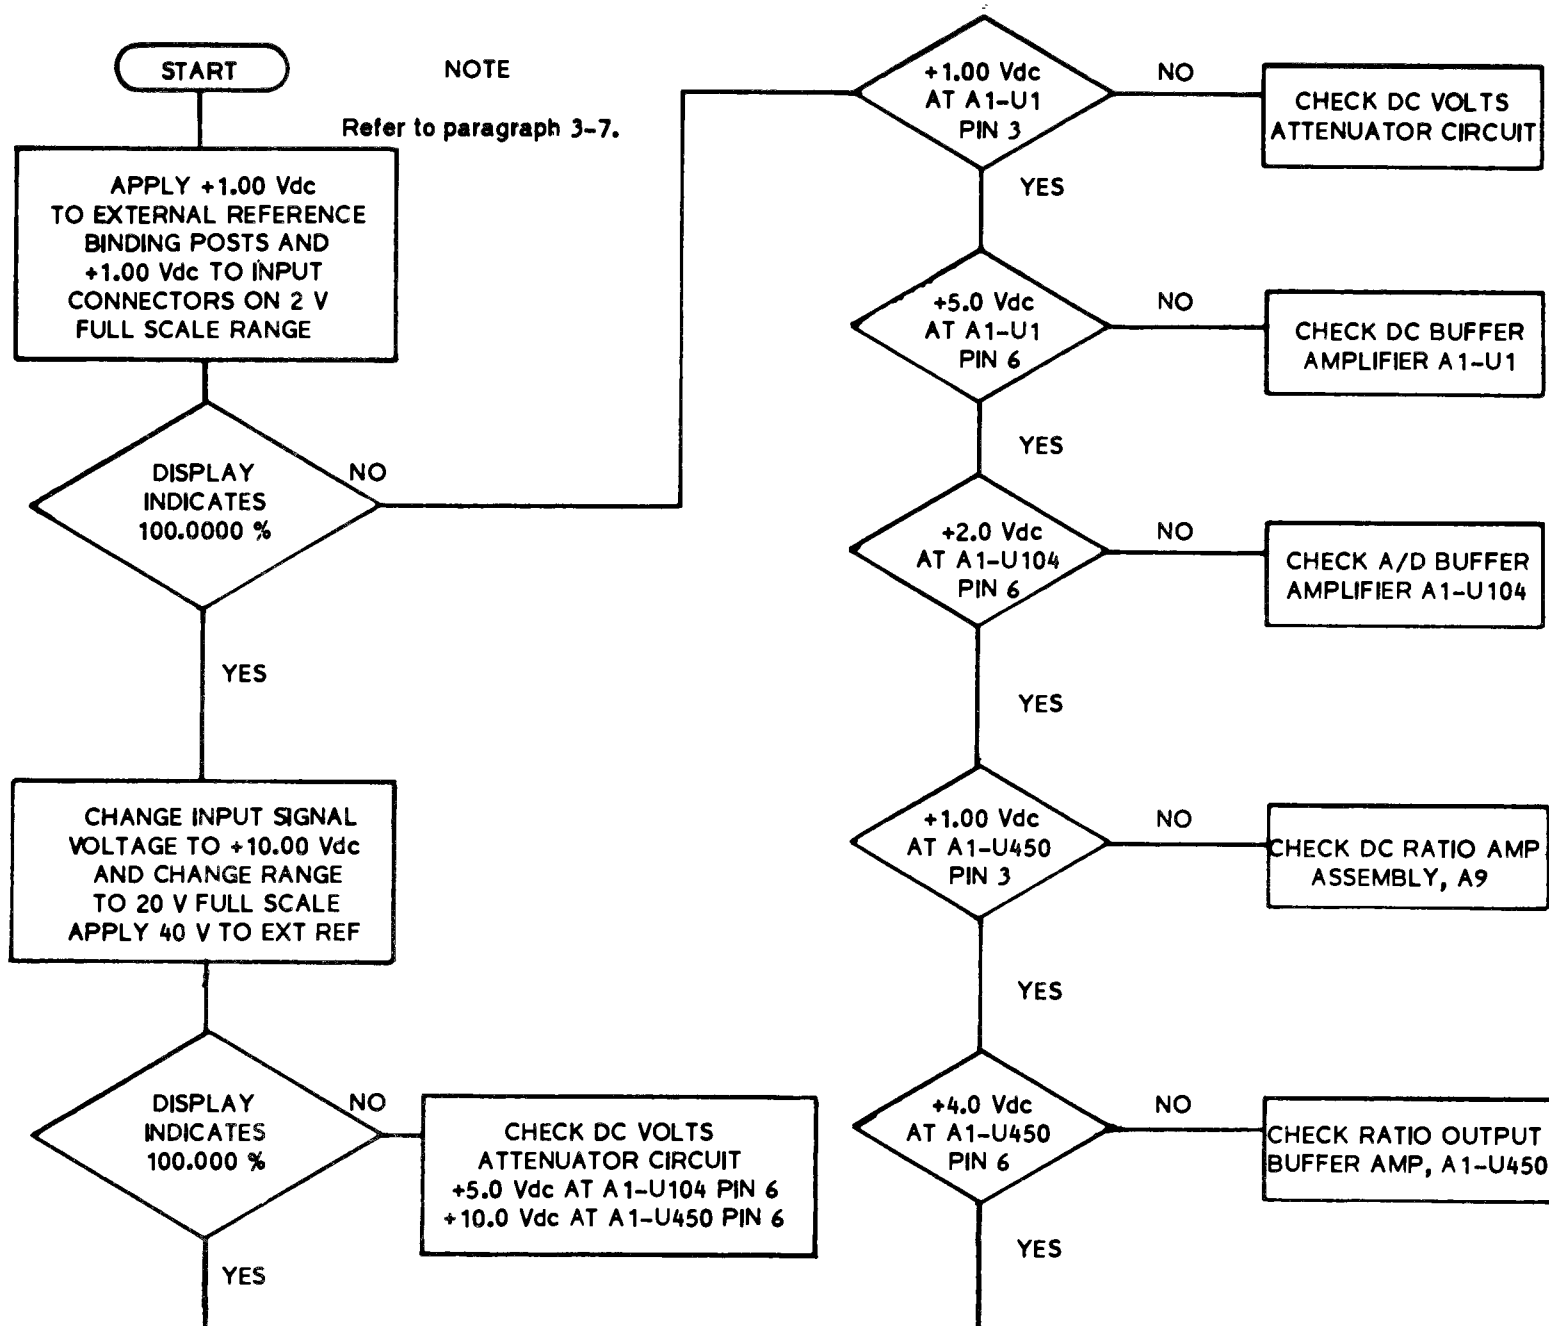 START
NOTE
Refer to paragraph 3-7.
APPLY +1.00 Vdc
TO EXTERNAL REFERENCE
BINDING POSTS AND
+1.00 Vdc TO INPUT
CONNECTORS ON 2 V
FULL SCALE RANGE
DISPLAY
INDICATES
100.0000 %
NO
YES
CHANGE INPUT SIGNAL
VOLTAGE TO +10.00 Vdc
AND CHANGE RANGE
TO 20 V FULL SCALE
APPLY 40 V TO EXT REF
DISPLAY
INDICATES
100.000 %
NO
CHECK DC VOLTS
ATTENUATOR CIRCUIT
+5.0 Vdc AT A1-U104 PIN 6
+10.0 Vdc AT A1-U450 PIN 6
YES
+1.00 Vdc
AT A1-U1
PIN 3
NO
CHECK DC VOLTS
ATTENUATOR CIRCUIT
YES
+5.0 Vdc
AT A1-U1
PIN 6
NO
CHECK DC BUFFER
AMPLIFIER A1-U1
YES
+2.0 Vdc
AT A1-U104
PIN 6
NO
CHECK A/D BUFFER
AMPLIFIER A1-U104
YES
+1.00 Vdc
AT A1-U450
PIN 3
NO
CHECK DC RATIO AMP
ASSEMBLY, A9
YES
+4.0 Vdc
AT A1-U450
PIN 6
NO
CHECK RATIO OUTPUT
BUFFER AMP, A1-U450
YES